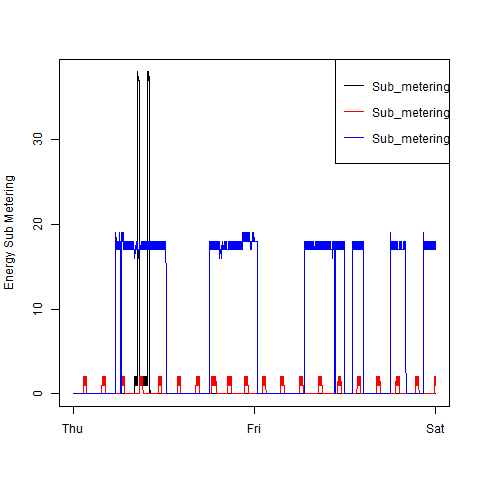 Sub_metering
Sub_metering
Sub_metering
Energy Sub Metering
30
20
10
0
Thu
Fri
Sat